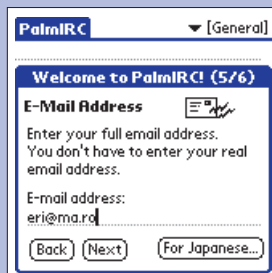 PalmIRC
[General]
Welcome to PalmIRC! (5/6)
E-Mail Address
Enter your full email address.
You don't have to enter your real
email address.
E-mail address:
eri@ma.ro
Back Next For Japanese...